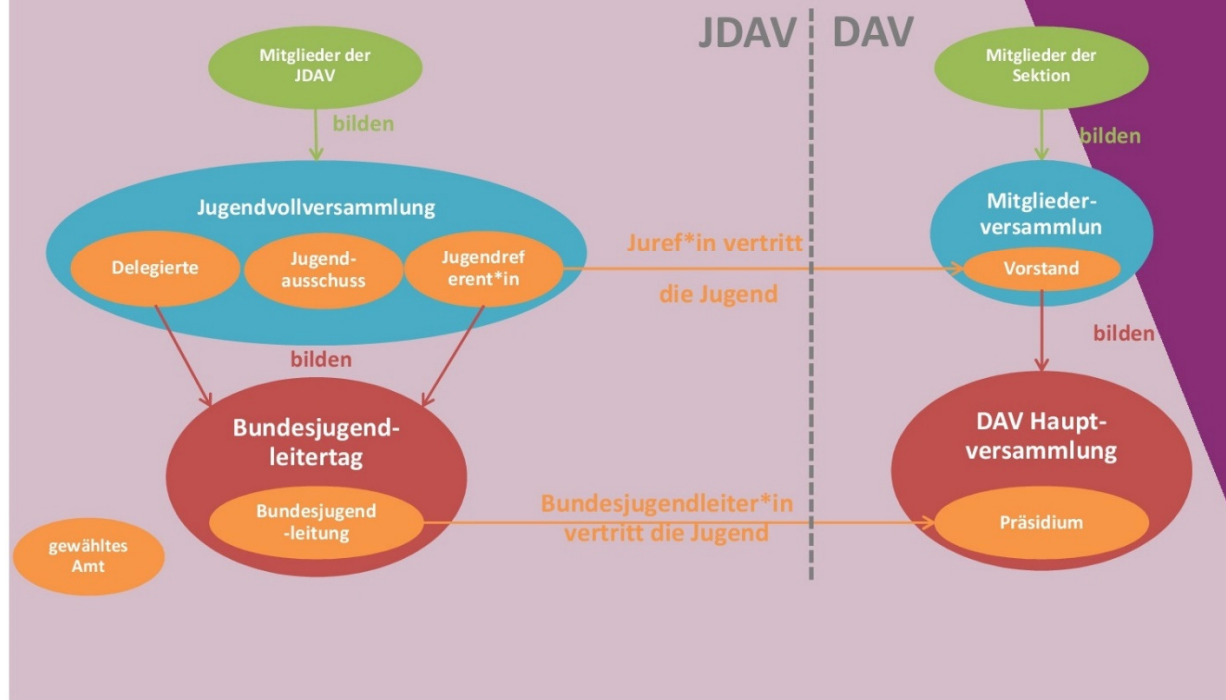 JDAV
DAV
Mitglieder der
JDAV
Mitglieder der
Sektion
bilden
bilden
Jugendvollversammlung
Delegierte
Jugend-
ausschuss
Jugendref
erent*in
Juref*in vertritt
die Jugend
Mitglieder-
versammlun
Vorstand
bilden
bilden
Bundesjugend-
leitertag
Bundesjugend
-leitung
Bundesjugendleiter*in
vertritt die Jugend
DAV Haupt-
versammlung
Präsidium
gewähltes
Amt